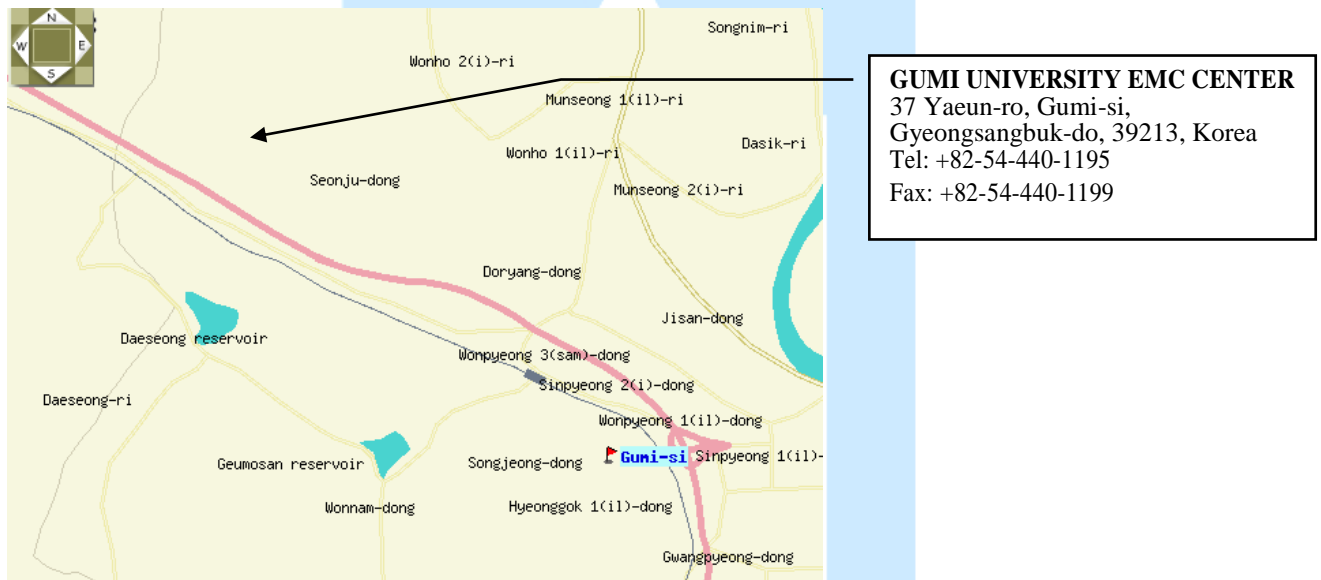 N
W E
S
Songnim-ri
Wonho 2(i)-ri
Munseong 1(il)-ri
Dasik-ri
Wonho 1(il)-ri
Seonju-dong
Munseong 2(i)-ri
Doryang-dong
Jisan-dong
Daeseong reservoir
Wonpyeong 3(sam)-dong
Sinpyeong 2(i)-dong
Daeseong-ri
Wonpyeong 1(il)-dong
Geumosan reservoir
Songjeong-dong
Gumi-si
Sinpyeong 1(il)-
Wonnam-dong
Hyeonggok 1(il)-dong
Gwangpyeong-dong
GUMI UNIVERSITY EMC CENTER
37 Yaeun-ro, Gumi-si,
Gyeongsangbuk-do, 39213, Korea
Tel: +82-54-440-1195
Fax: +82-54-440-1199